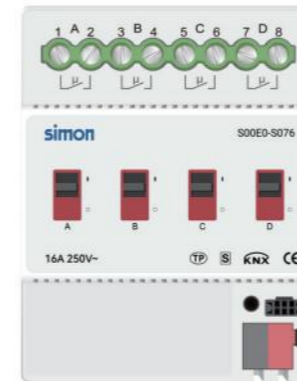 1 A 2 3 B 4 5 C 6 7 D 8
µ µ µ µ
simon S00E0-S076
I I I I
A B C D
16A 250V~ TP S KNX CE